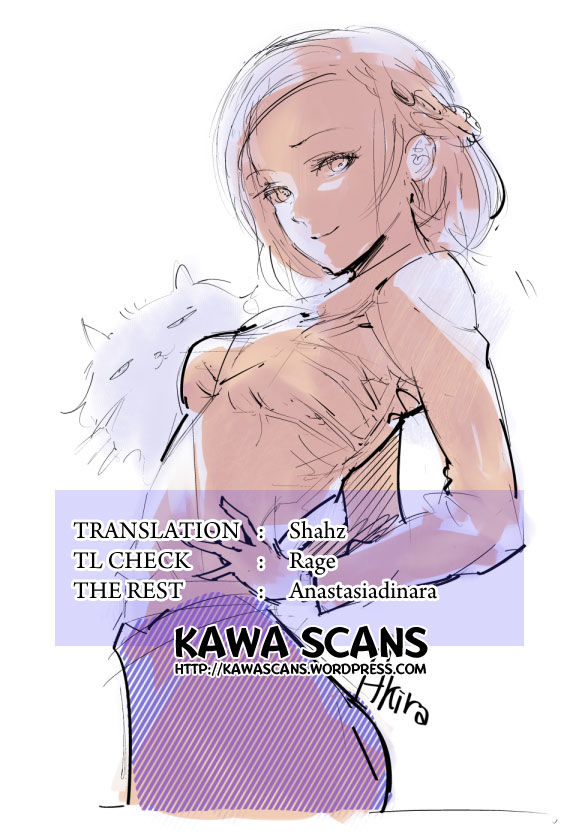 TRANSLATION : Shahz
TL CHECK : Rage
THE REST : Anastasiadinara
KAWA SCANS
HTTP://KAWASCANS.WORDPRESS.COM
Akira